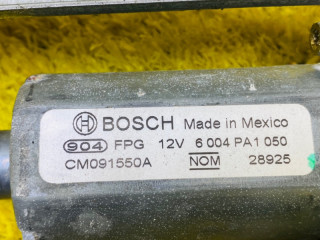 BOSCH Made in Mexico
904 FPG 12V 6 004 PA1 050
CM091550A NOM 28925